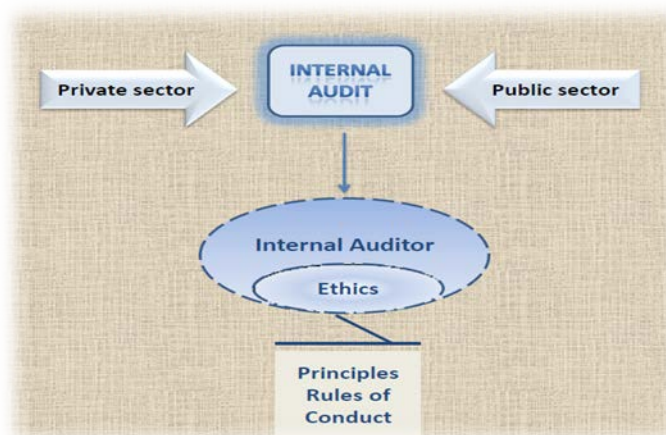 Private sector
INTERNAL
AUDIT
Public sector
Internal Auditor
Ethics
Principles
Rules of
Conduct